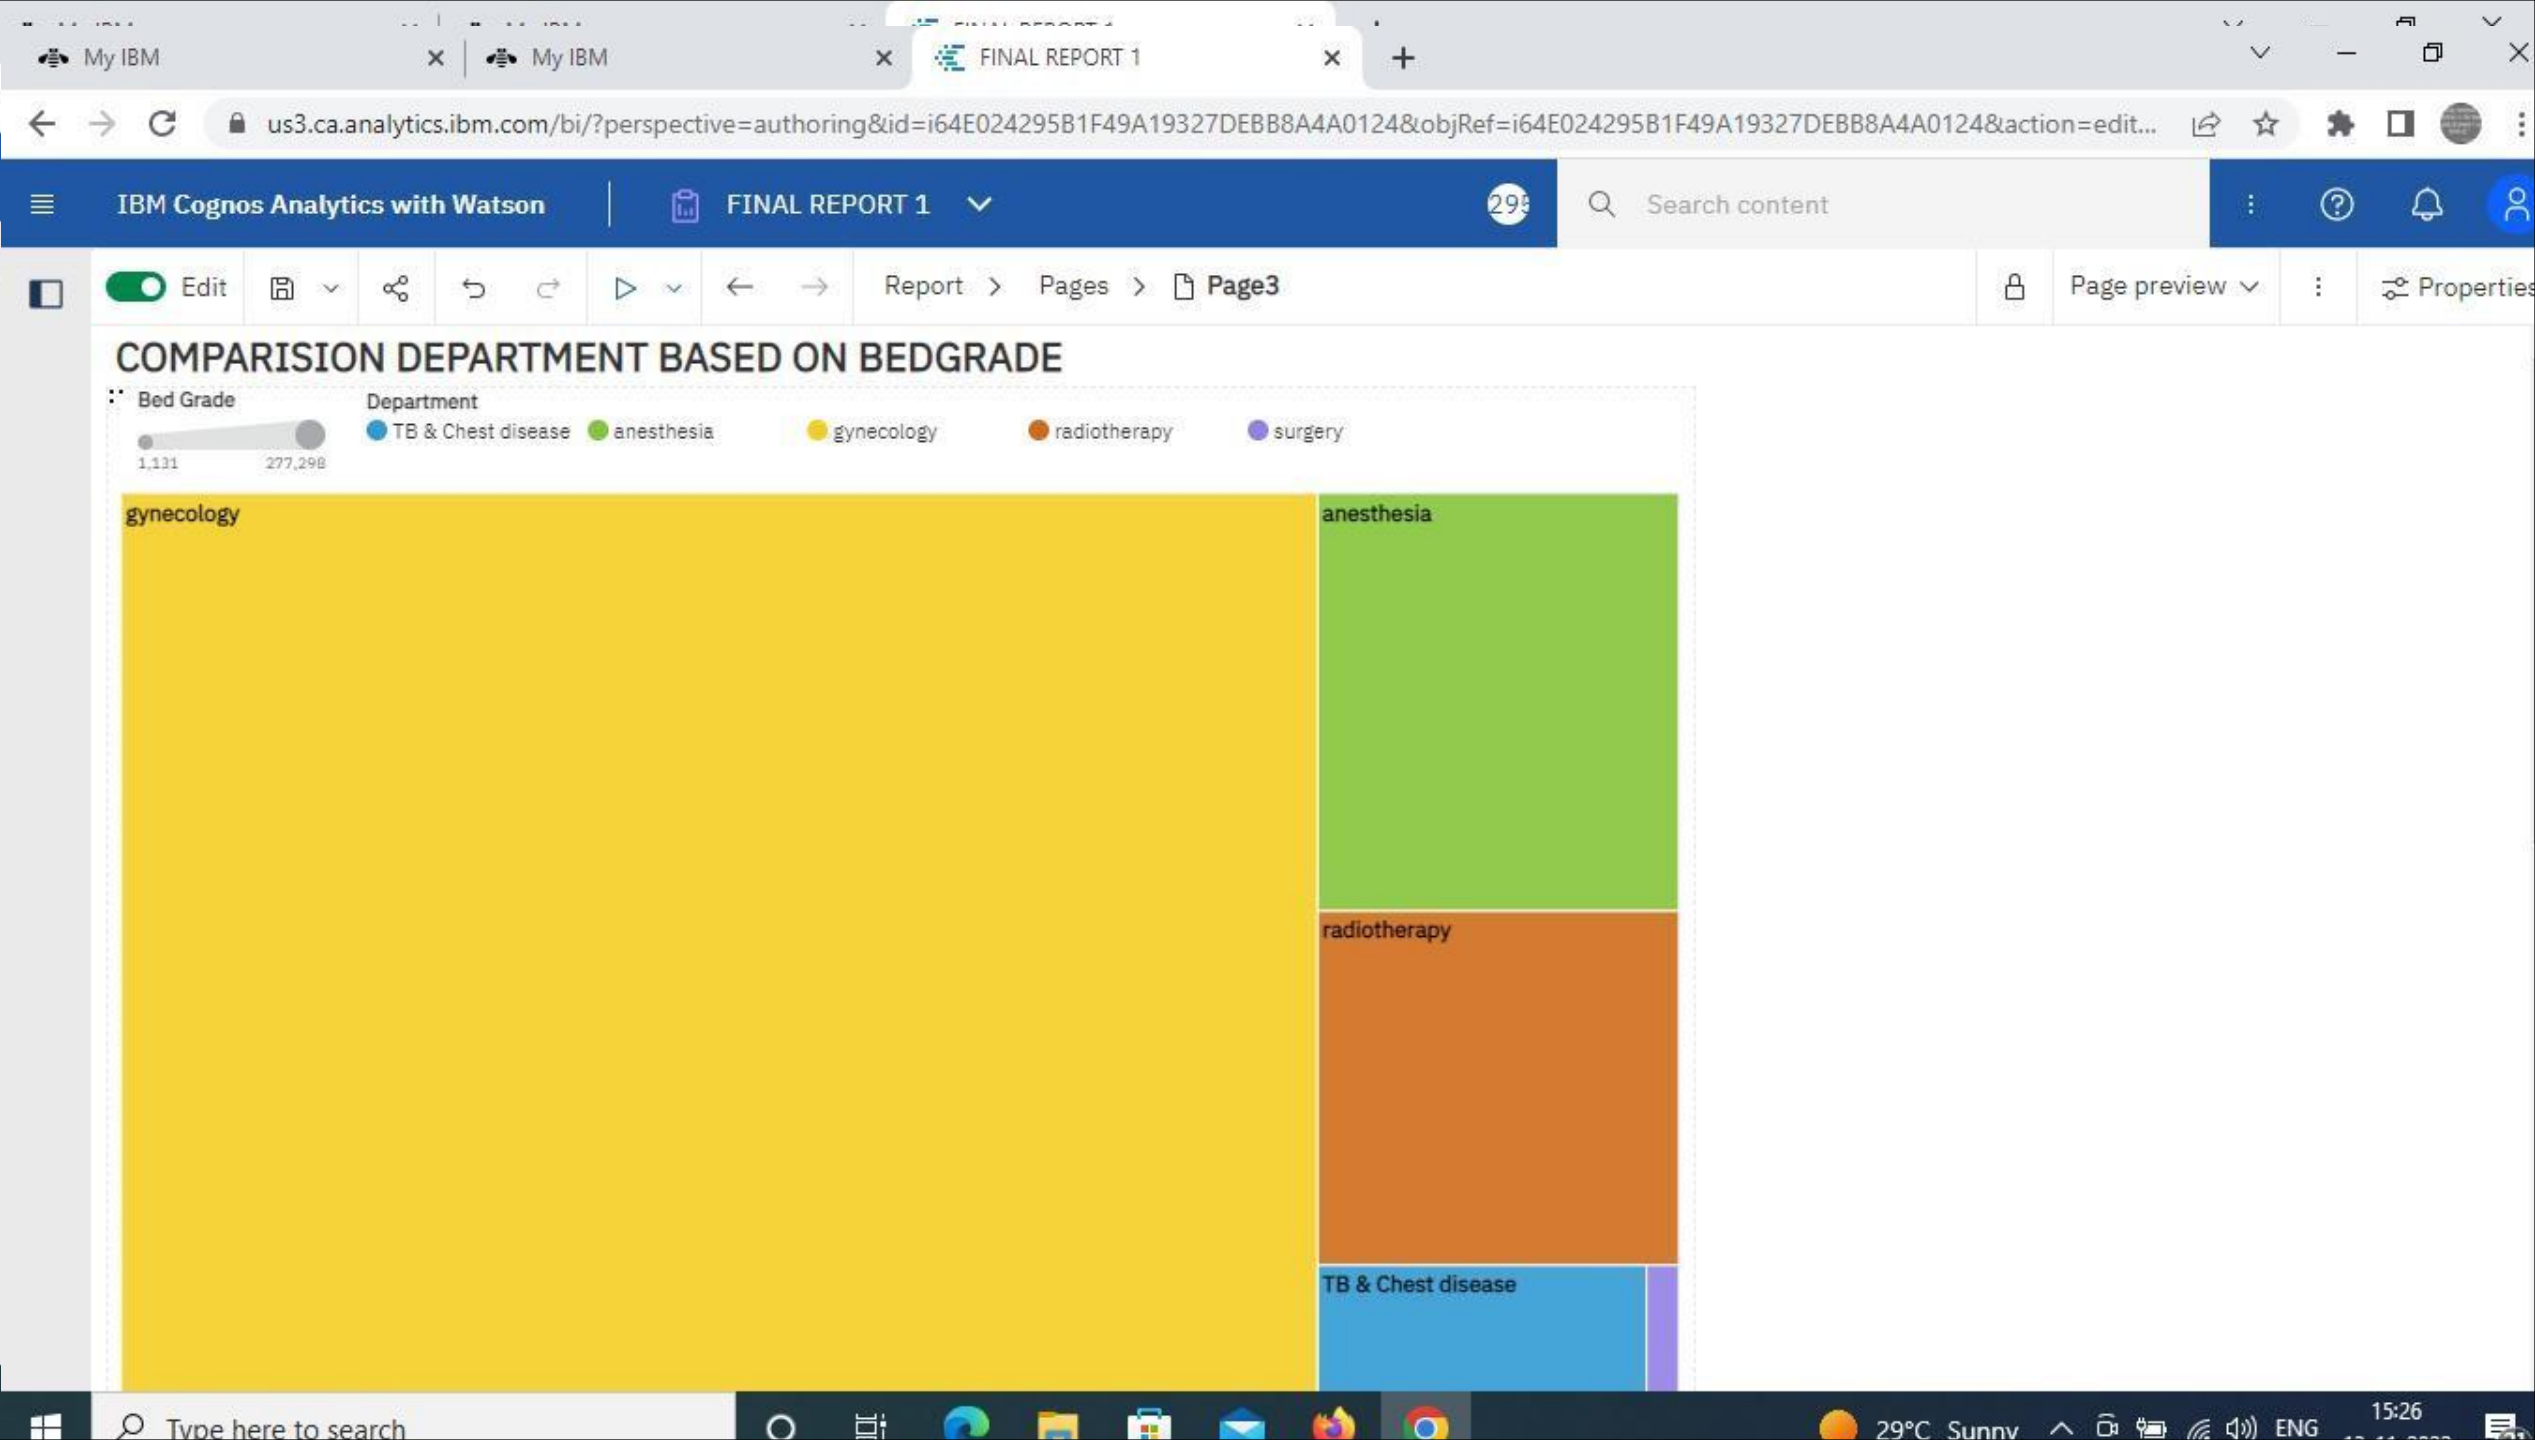 My IBM
My IBM
FINAL REPORT 1
us3.ca.analytics.ibm.com/bi/?perspective=authoring&id=i64E024295B1F49A19327DEBB8A4A0124&objRef=i64E024295B1F49A19327DEBB8A4A0124&action=edit...
IBM Cognos Analytics with Watson
FINAL REPORT 1
295
Search content
Edit
Report > Pages > Page3
Page preview
Properties
COMPARISION DEPARTMENT BASED ON BEDGRADE
Bed Grade
1,131 277,298
Department
TB & Chest disease anesthesia gynecology radiotherapy surgery
gynecology
anesthesia
radiotherapy
TB & Chest disease
Type here to search
29°C Sunny
ENG
15:26